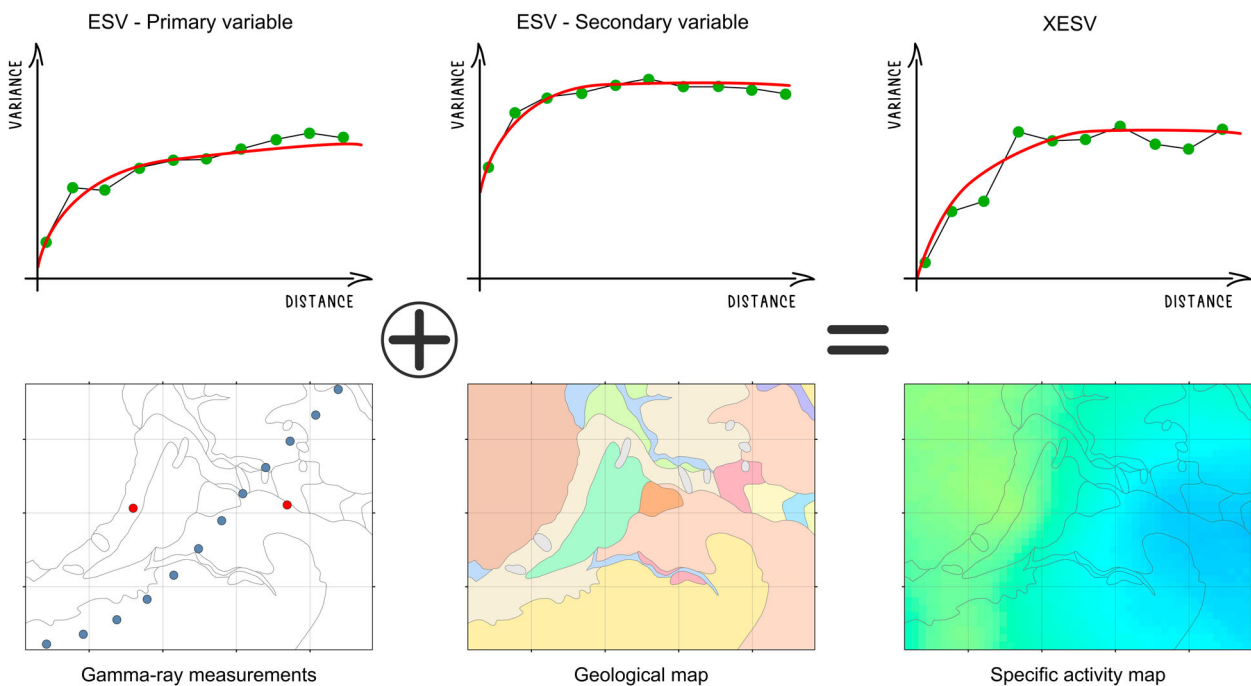 ESV - Primary variable
ESV - Secondary variable
XESV
VARIANCE
DISTANCE
VARIANCE
DISTANCE
VARIANCE
DISTANCE
Gamma-ray measurements
Geological map
Specific activity map